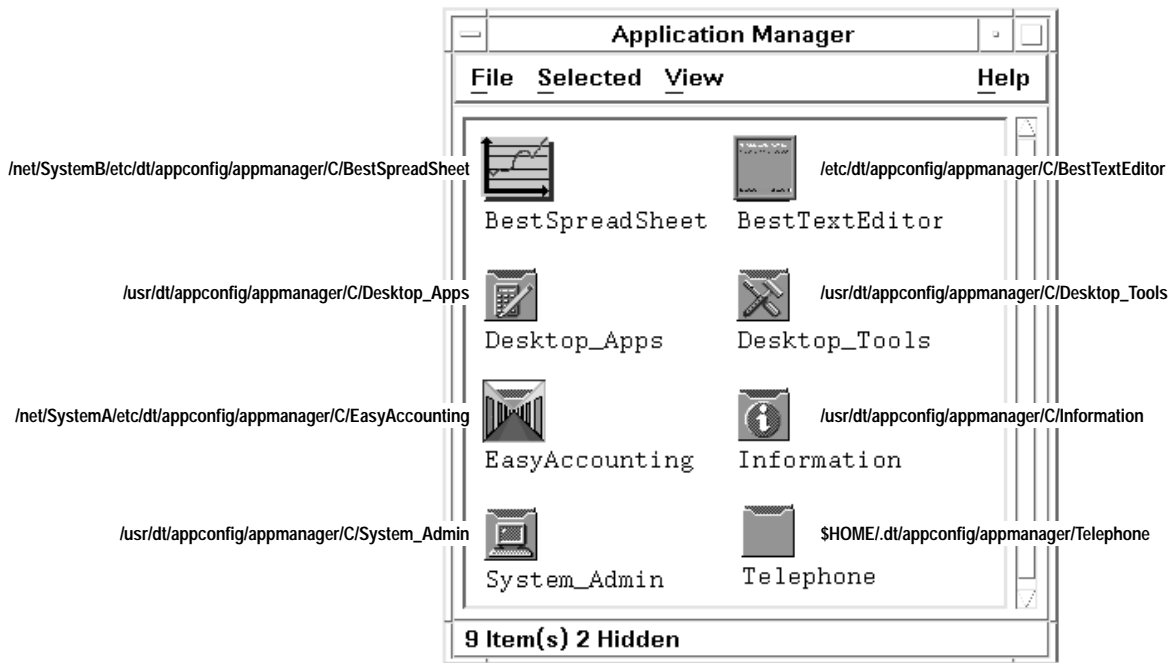 Application Manager
File Selected View Help
/net/SystemB/etc/dt/appconfig/appmanager/C/BestSpreadSheet
/etc/dt/appconfig/appmanager/C/BestTextEditor
BestSpreadSheet BestTextEditor
/usr/dt/appconfig/appmanager/C/Desktop_Apps
/usr/dt/appconfig/appmanager/C/Desktop_Tools
Desktop_Apps Desktop_Tools
/net/SystemA/etc/dt/appconfig/appmanager/C/EasyAccounting
/usr/dt/appconfig/appmanager/C/Information
EasyAccounting Information
/usr/dt/appconfig/appmanager/C/System_Admin
$HOME/.dt/appconfig/appmanager/Telephone
System_Admin Telephone
9 Item(s) 2 Hidden